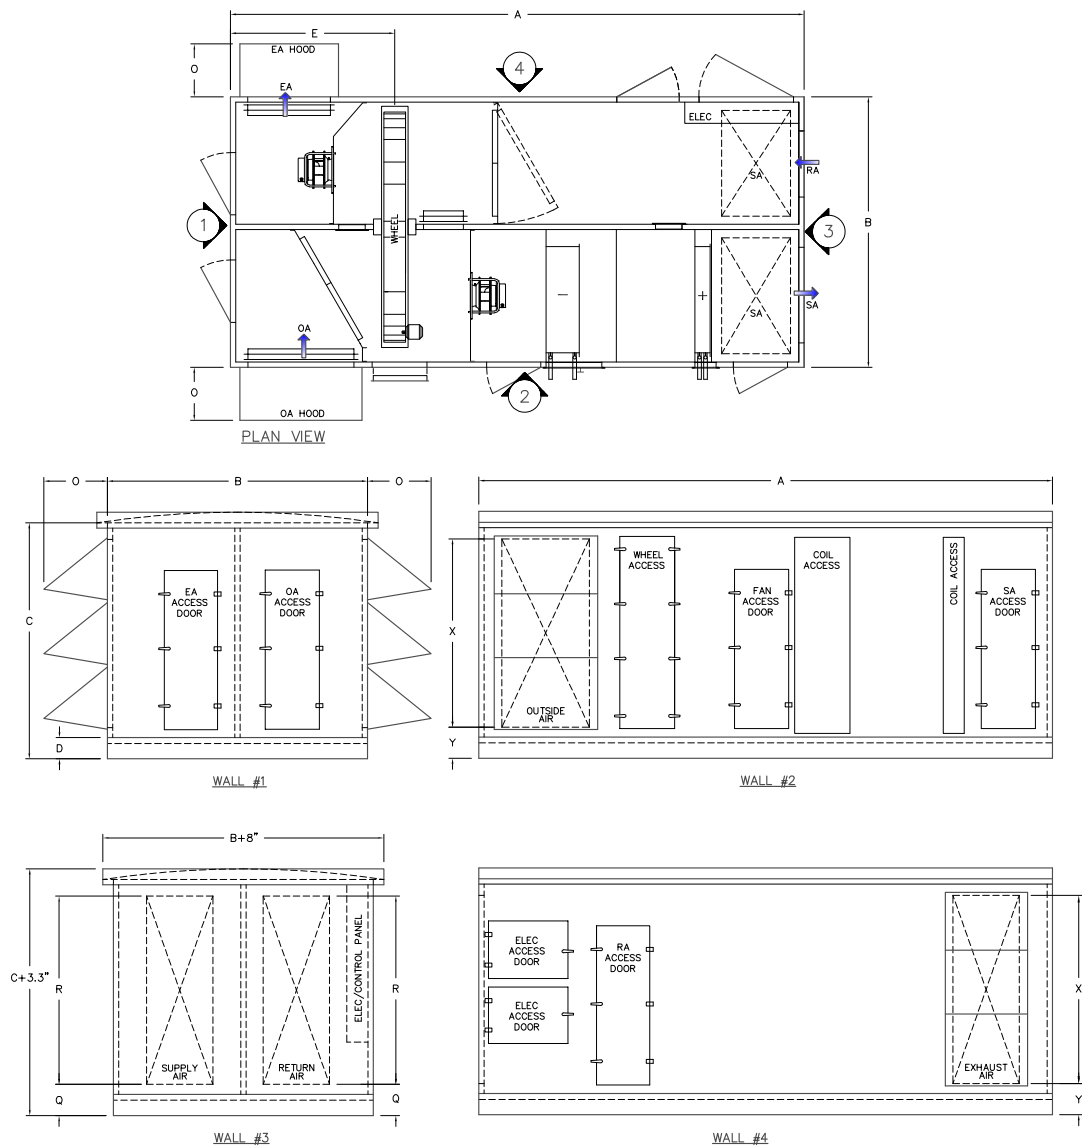 A
E
EA HOOD
O
4
EA
ELEC
SA
RA
1
WHEEL
3
B
OA
SA
SA
-
+
O
2
OA HOOD
PLAN VIEW
O
B
O
A
C
EA
ACCESS
DOOR
OA
ACCESS
DOOR
D
WALL #1
X
Y
OUTSIDE
AIR
WHEEL
ACCESS
FAN
ACCESS
DOOR
COIL
ACCESS
COIL ACCESS
SA
ACCESS
DOOR
WALL #2
B+8"
C+3.3"
R
Q
SUPPLY
AIR
RETURN
AIR
ELEC/CONTROL PANEL
R
Q
WALL #3
ELEC
ACCESS
DOOR
ELEC
ACCESS
DOOR
RA
ACCESS
DOOR
EXHAUST
AIR
X
Y
WALL #4